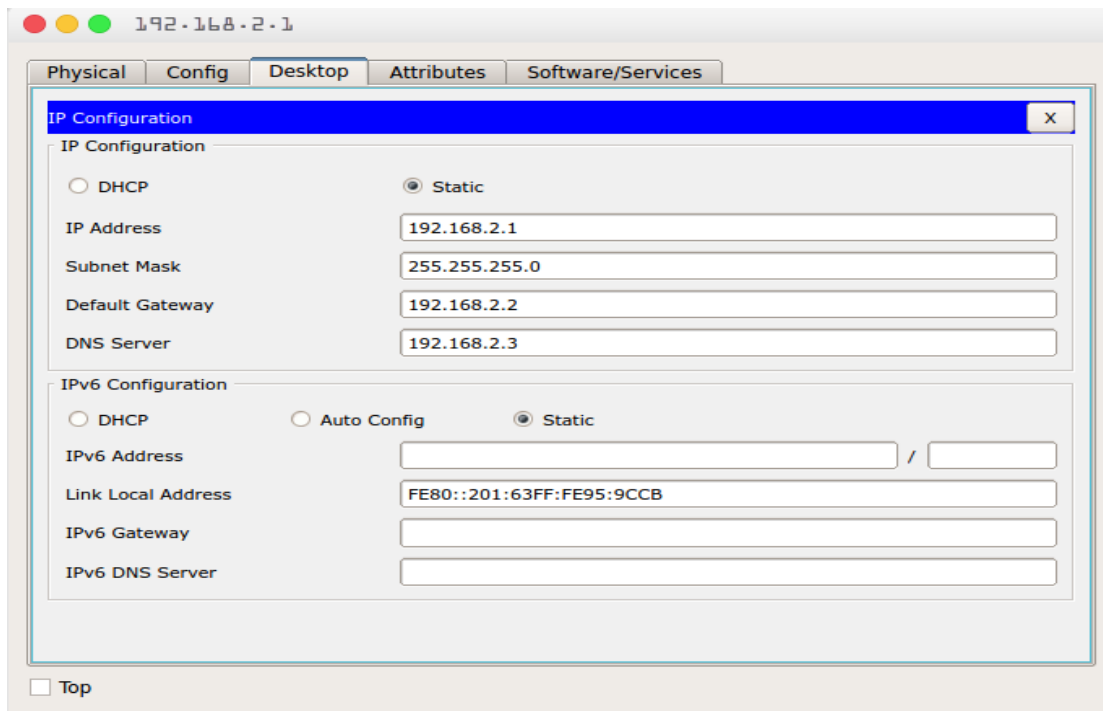 192.168.2.1
Physical Config Desktop Attributes Software/Services
IP Configuration X
IP Configuration
DHCP Static
IP Address 192.168.2.1
Subnet Mask 255.255.255.0
Default Gateway 192.168.2.2
DNS Server 192.168.2.3
IPv6 Configuration
DHCP Auto Config Static
IPv6 Address /
Link Local Address FE80::201:63FF:FE95:9CCB
IPv6 Gateway
IPv6 DNS Server
Top